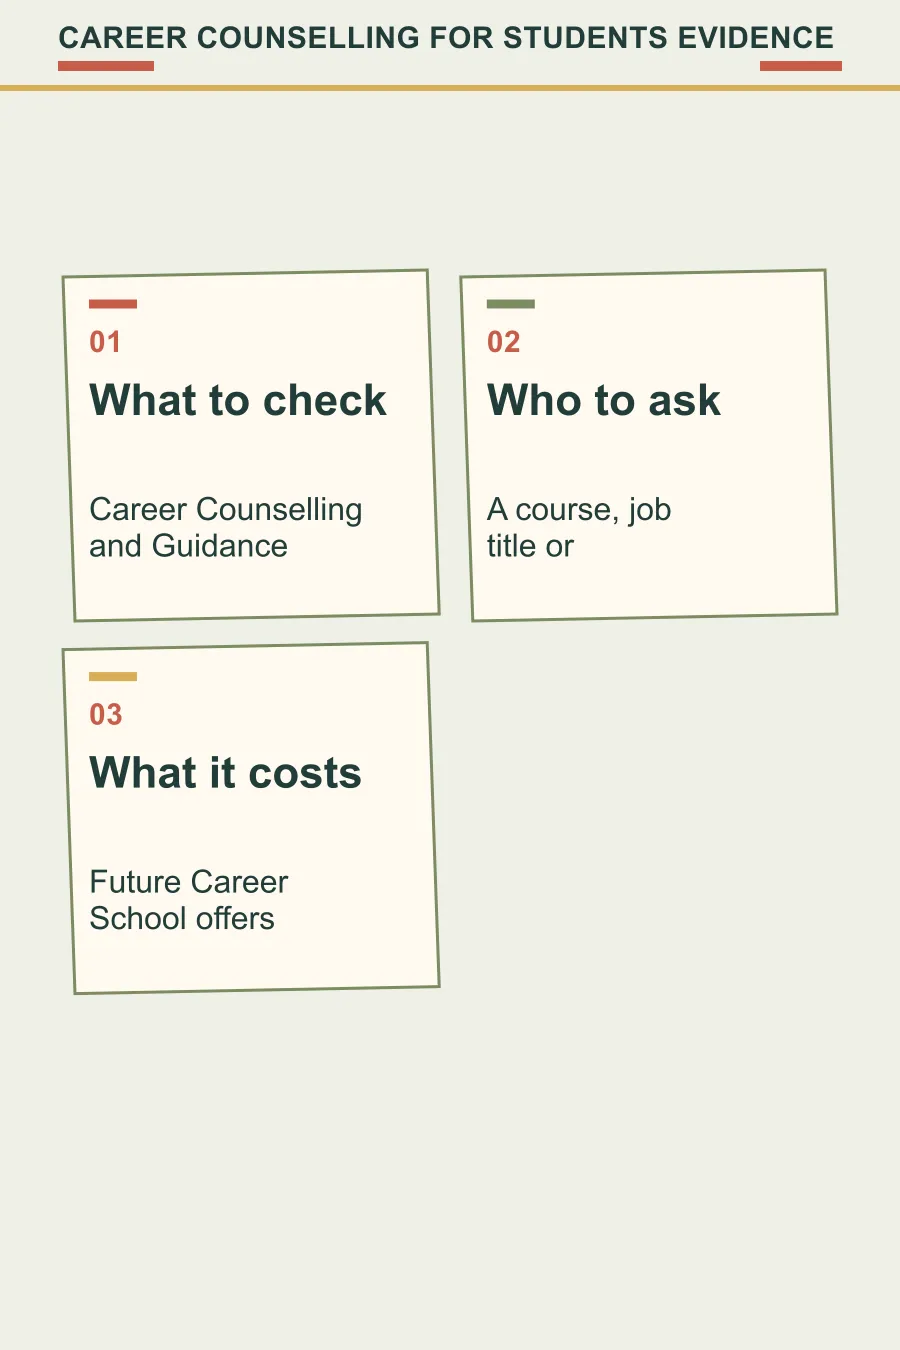 CAREER COUNSELLING FOR STUDENTS EVIDENCE
01
What to check
Career Counselling
and Guidance
02
Who to ask
A course, job
title or
03
What it costs
Future Career
School offers